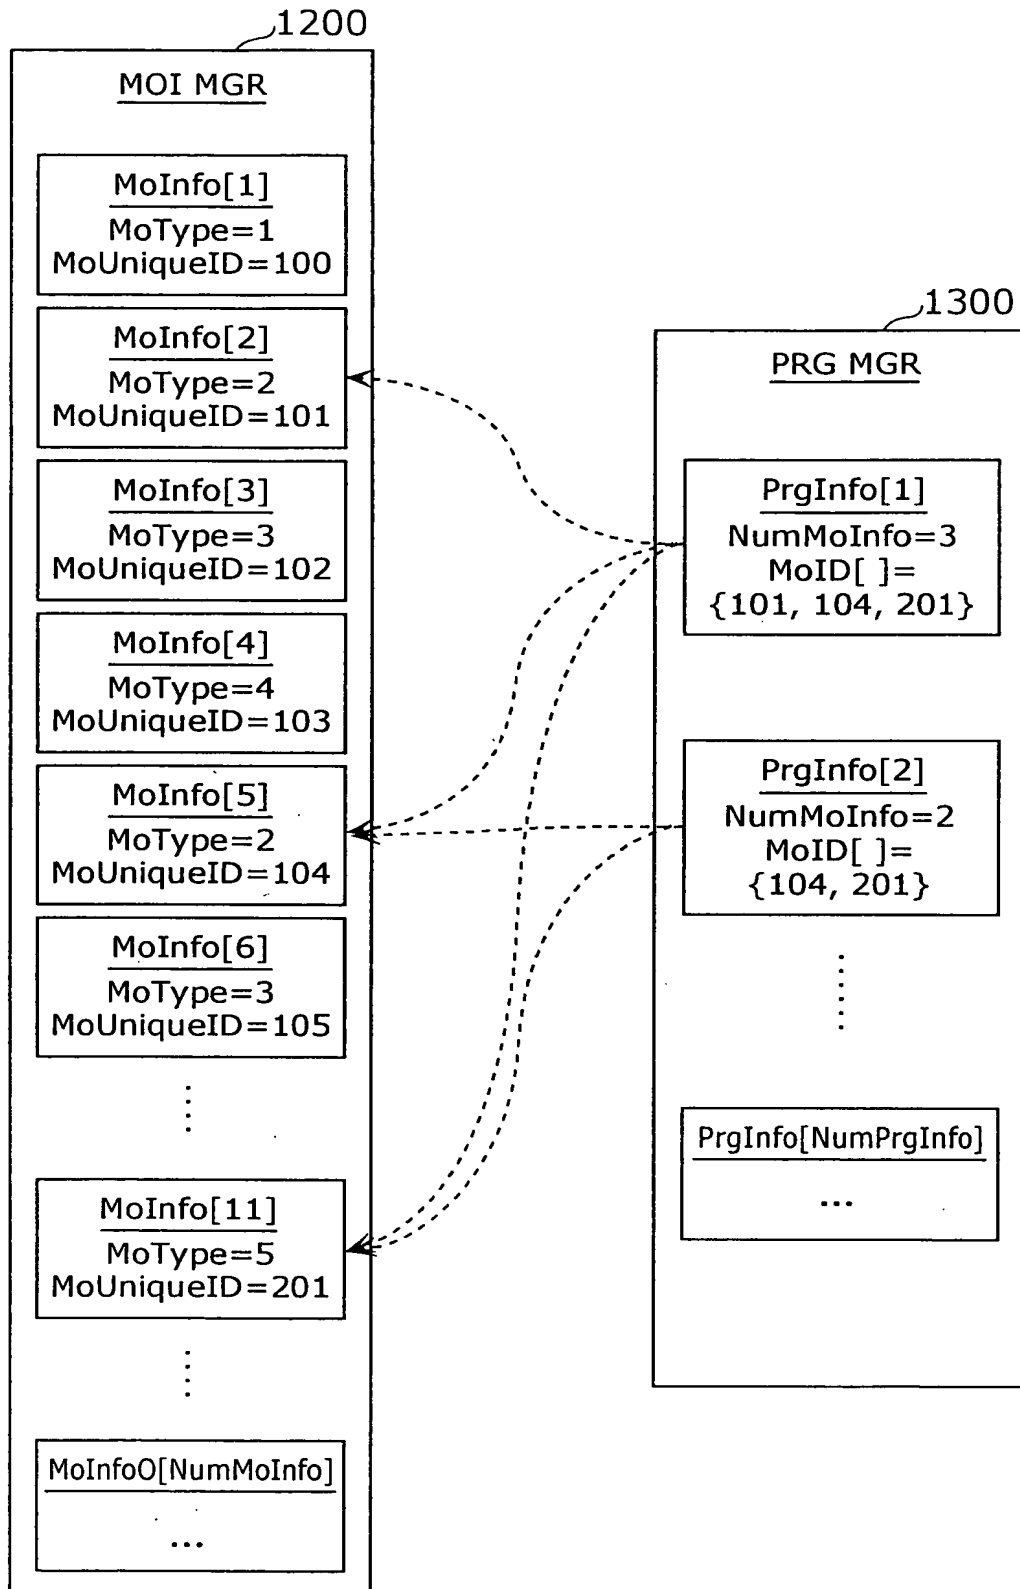 1200
MOI MGR
MoInfo[1]
MoType=1
MoUniqueID=100
MoInfo[2]
MoType=2
MoUniqueID=101
MoInfo[3]
MoType=3
MoUniqueID=102
MoInfo[4]
MoType=4
MoUniqueID=103
MoInfo[5]
MoType=2
MoUniqueID=104
MoInfo[6]
MoType=3
MoUniqueID=105
MoInfo[11]
MoType=5
MoUniqueID=201
MoInfoO[NumMoInfo]
...
1300
PRG MGR
PrgInfo[1]
NumMoInfo=3
MoID[ ]=
{101, 104, 201}
PrgInfo[2]
NumMoInfo=2
MoID[ ]=
{104, 201}
PrgInfo[NumPrgInfo]
...